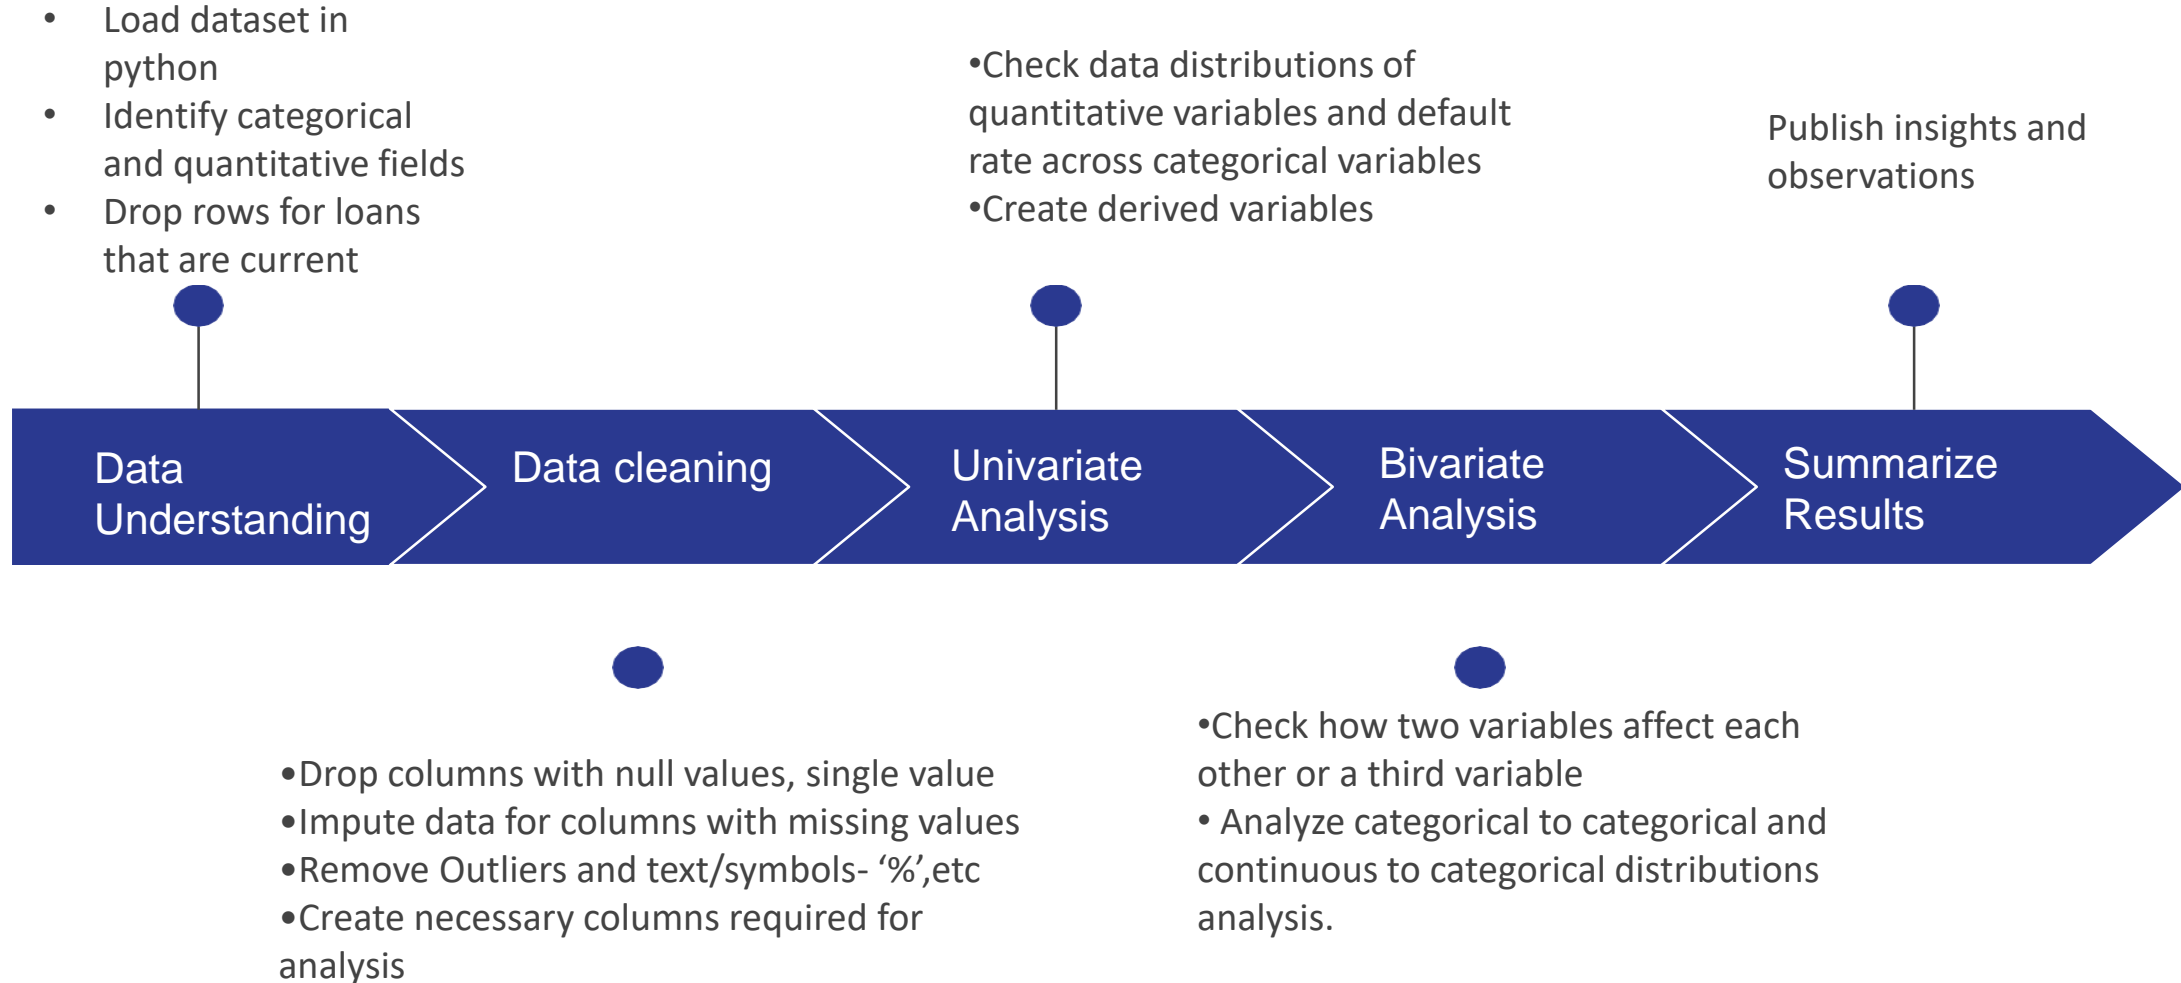 • Load dataset in
python
• Identify categorical
and quantitative fields
• Drop rows for loans
that are current
•Check data distributions of
quantitative variables and default
rate across categorical variables
•Create derived variables
Publish insights and
observations
Data
Understanding
Data cleaning
Univariate
Analysis
Bivariate
Analysis
Summarize
Results
•Drop columns with null values, single value
•Impute data for columns with missing values
•Remove Outliers and text/symbols- ‘%’,etc
•Create necessary columns required for
analysis
•Check how two variables affect each
other or a third variable
• Analyze categorical to categorical and
continuous to categorical distributions
analysis.